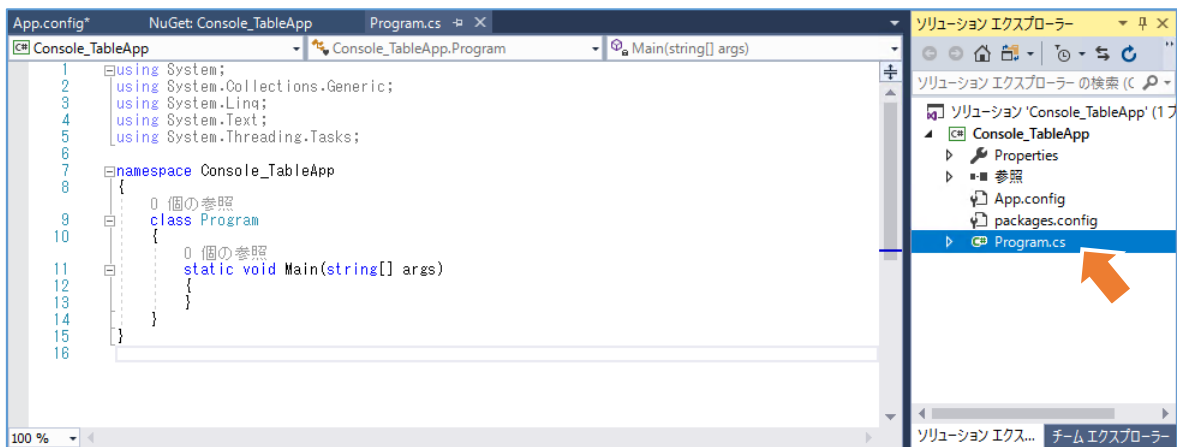 App.config* NuGet: Console_TableApp Program.cs
Console_TableApp Console_TableApp.Program Main(string[] args)
1 using System;
2 using System.Collections.Generic;
3 using System.Linq;
4 using System.Text;
5 using System.Threading.Tasks;
6
7 namespace Console_TableApp
8 {
0 個の参照
9 class Program
10 {
0 個の参照
11 static void Main(string[] args)
12 {
13 }
14 }
15 }
16
100 %
ソリューション エクスプローラー
ソリューション エクスプローラー の検索 (C
ソリューション 'Console_TableApp' (1 プ
C# Console_TableApp
Properties
参照
App.config
packages.config
C# Program.cs
ソリューション エクス... チーム エクスプローラー